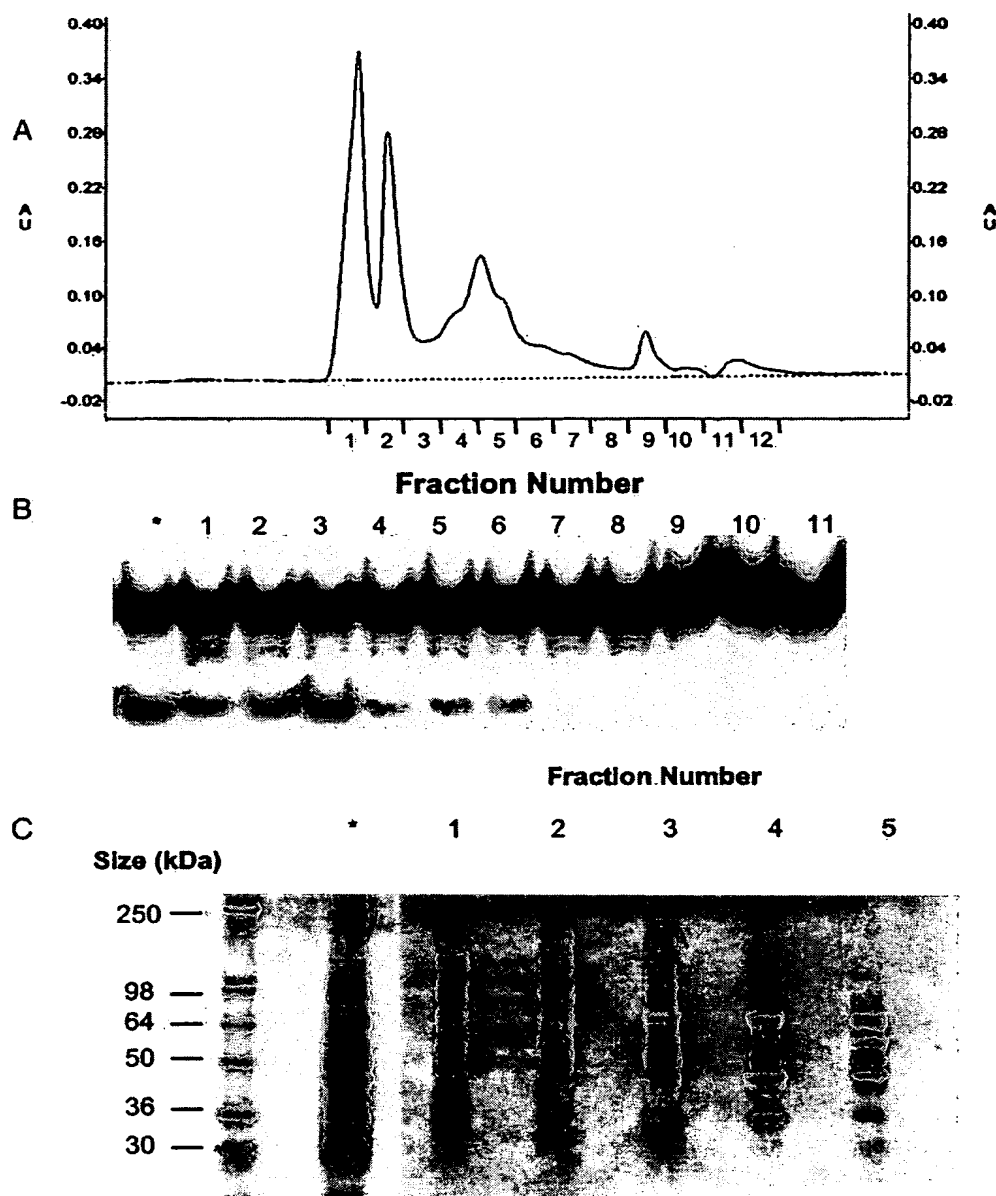 A
0.40 0.40
0.34 0.34
0.28 0.28
0.22 0.22
0.16 0.16
0.10 0.10
0.04 0.04
-0.02 -0.02
AU AU
1 2 3 4 5 6 7 8 9 10 11 12
Fraction Number
B
* 1 2 3 4 5 6 7 8 9 10 11
Fraction Number
C
* 1 2 3 4 5
Size (kDa)
250
98
64
50
36
30